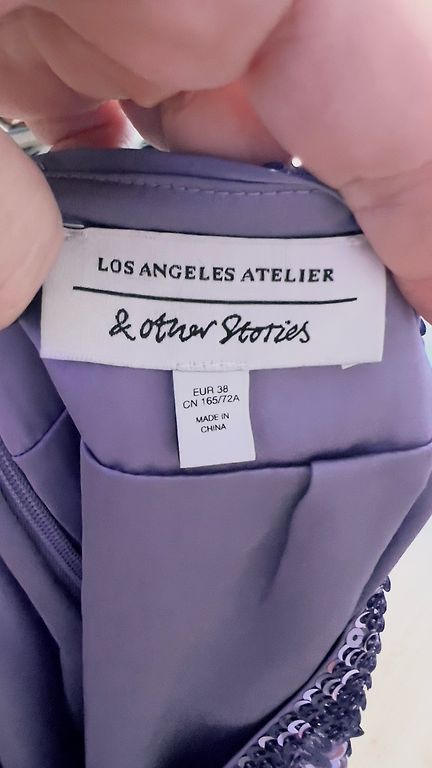 LOS ANGELES ATELIER
& other Stories
EUR 38
CN 165/72A
MADE IN
CHINA